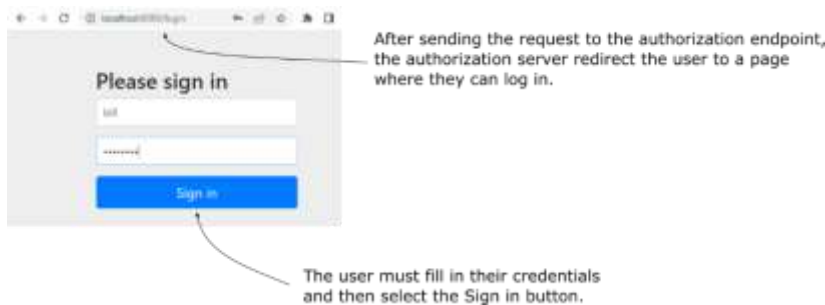 After sending the request to the authorization endpoint,
the authorization server redirect the user to a page
where they can log in.
Please sign in
Sign in
The user must fill in their credentials
and then select the Sign in button.